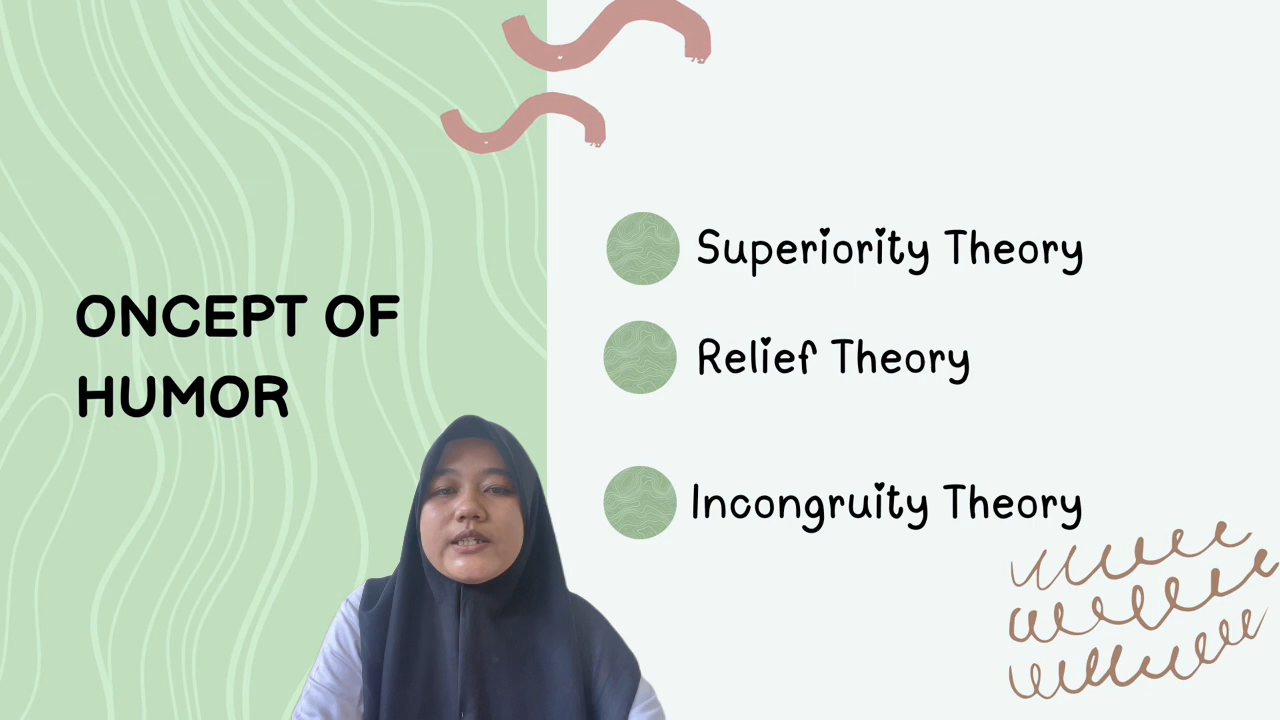 ONCEPT OF
HUMOR
Superiority Theory
Relief Theory
Incongruity Theory